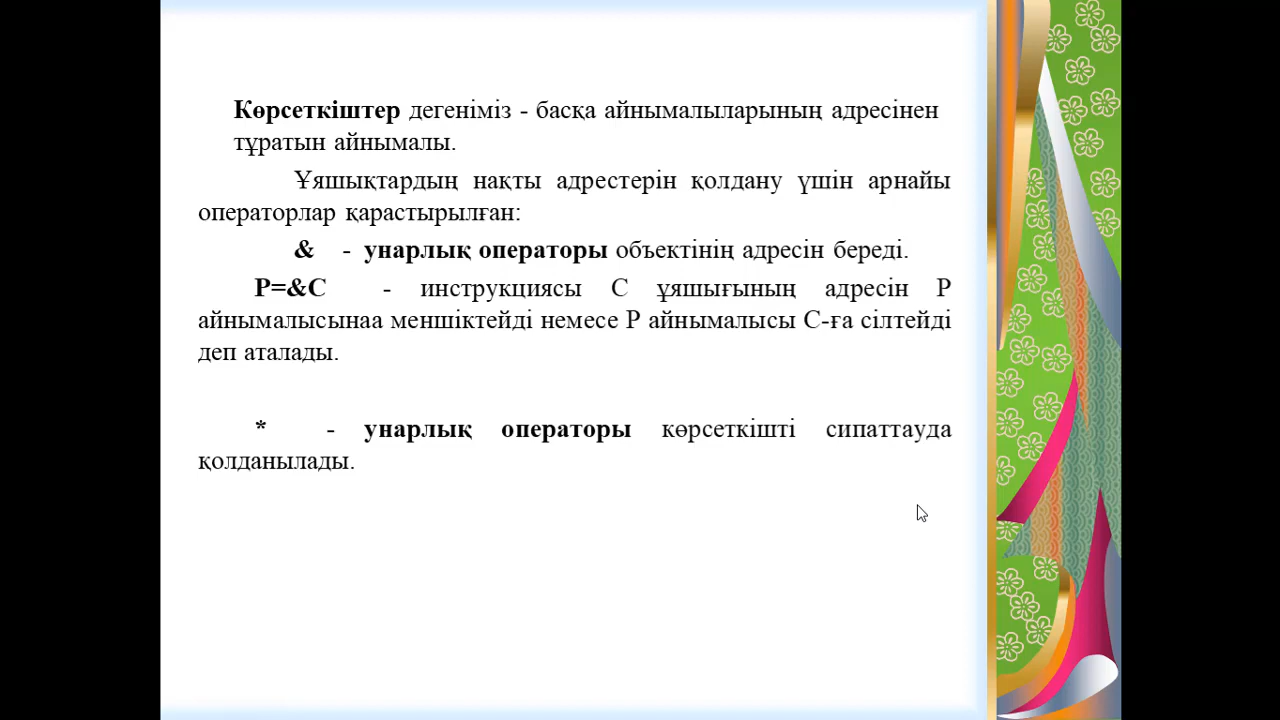 Көрсеткіштер дегеніміз - басқа айнымалыларының адресінен
тұратын айнымалы.
Ұяшықтардың нақты адрестерін қолдану үшін арнайы
операторлар қарастырылған:
& - унарлық операторы объектінің адресін береді.
P=&C - инструкциясы С ұяшығының адресін Р
айнымалысынаа меншіктейді немесе Р айнымалысы С-ға сілтейді
деп аталады.
* - унарлық операторы көрсеткішті сипаттауда
қолданылады.